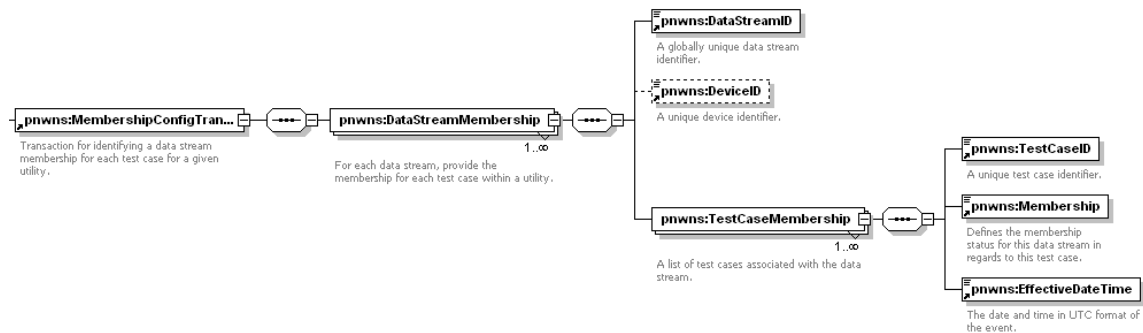 pnwns:DataStreamID
A globally unique data stream
identifier.
pnwns:DeviceID
A unique device identifier.
pnwns:MembershipConfigTran...
Transaction for identifying a data stream
membership for each test case for a given
utility.
pnwns:DataStreamMembership
1..∞
For each data stream, provide the
membership for each test case within a utility.
pnwns:TestCaseMembership
1..∞
A list of test cases associated with the data
stream.
pnwns:TestCaseID
A unique test case identifier.
pnwns:Membership
Defines the membership
status for this data stream in
regards to this test case.
pnwns:EffectiveDateTime
The date and time in UTC format of
the event.